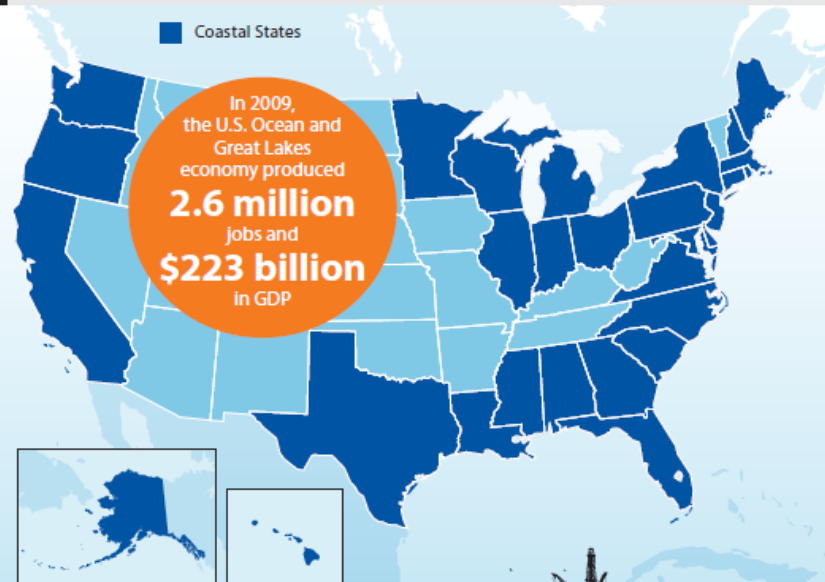 Coastal States
In 2009,
the U.S. Ocean and
Great Lakes
economy produced
2.6 million
jobs and
$223 billion
in GDP